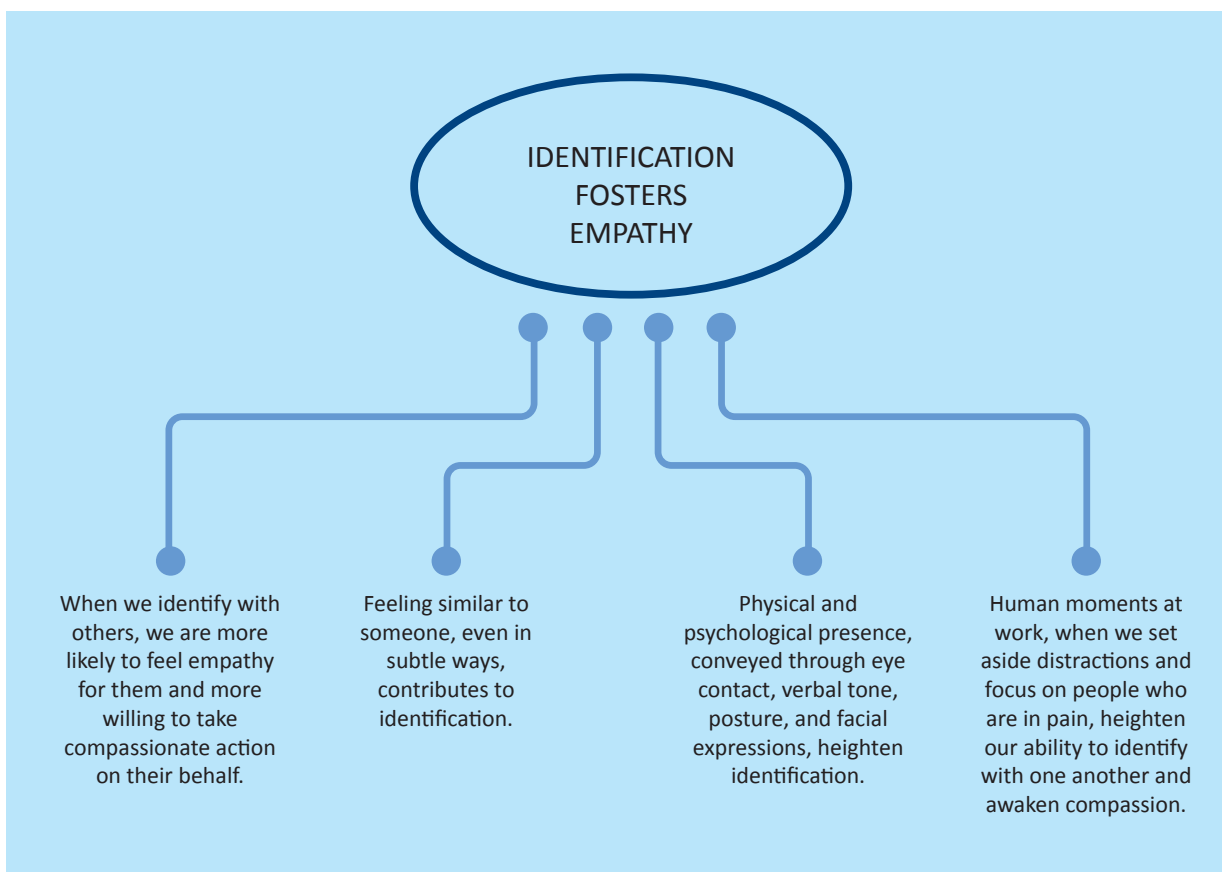 IDENTIFICATION
FOSTERS
EMPATHY
When we identify with
others, we are more
likely to feel empathy
for them and more
willing to take
compassionate action
on their behalf.
Feeling similar to
someone, even in
subtle ways,
contributes to
identification.
Physical and
psychological presence,
conveyed through eye
contact, verbal tone,
posture, and facial
expressions, heighten
identification.
Human moments at
work, when we set
aside distractions and
focus on people who
are in pain, heighten
our ability to identify
with one another and
awaken compassion.